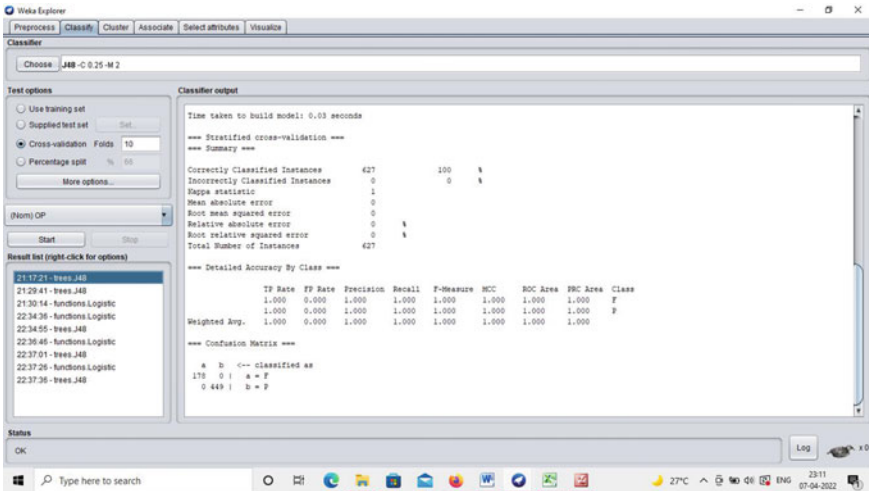 Weka Explorer
Preprocess Classify Cluster Associate Select attributes Visualize
Classifier
Choose J48 -C 0.25 -M 2
Test options
Use training set
Supplied test set Set...
Cross-validation Folds 10
Percentage split % 66
More options...
(Nom) OP
Start Stop
Result list (right-click for options)
21:17:21 - trees.J48
21:29:41 - trees.J48
21:30:14 - functions.Logistic
22:34:36 - functions.Logistic
22:34:55 - trees.J48
22:36:45 - functions.Logistic
22:37:01 - trees.J48
22:37:26 - functions.Logistic
22:37:36 - trees.J48
Classifier output
Time taken to build model: 0.03 seconds
=== Stratified cross-validation ===
=== Summary ===
Correctly Classified Instances 627 100 %
Incorrectly Classified Instances 0 0 %
Kappa statistic 1
Mean absolute error 0
Root mean squared error 0
Relative absolute error 0 %
Root relative squared error 0 %
Total Number of Instances 627
=== Detailed Accuracy By Class ===
TP Rate FP Rate Precision Recall F-Measure MCC ROC Area PRC Area Class
1.000 0.000 1.000 1.000 1.000 1.000 1.000 1.000 F
1.000 0.000 1.000 1.000 1.000 1.000 1.000 1.000 P
Weighted Avg. 1.000 0.000 1.000 1.000 1.000 1.000 1.000 1.000
=== Confusion Matrix ===
a b <-- classified as
178 0 | a = F
0 449 | b = P
Status
OK
Log x 0
Type here to search
27°C ENG 23:11
07-04-2022